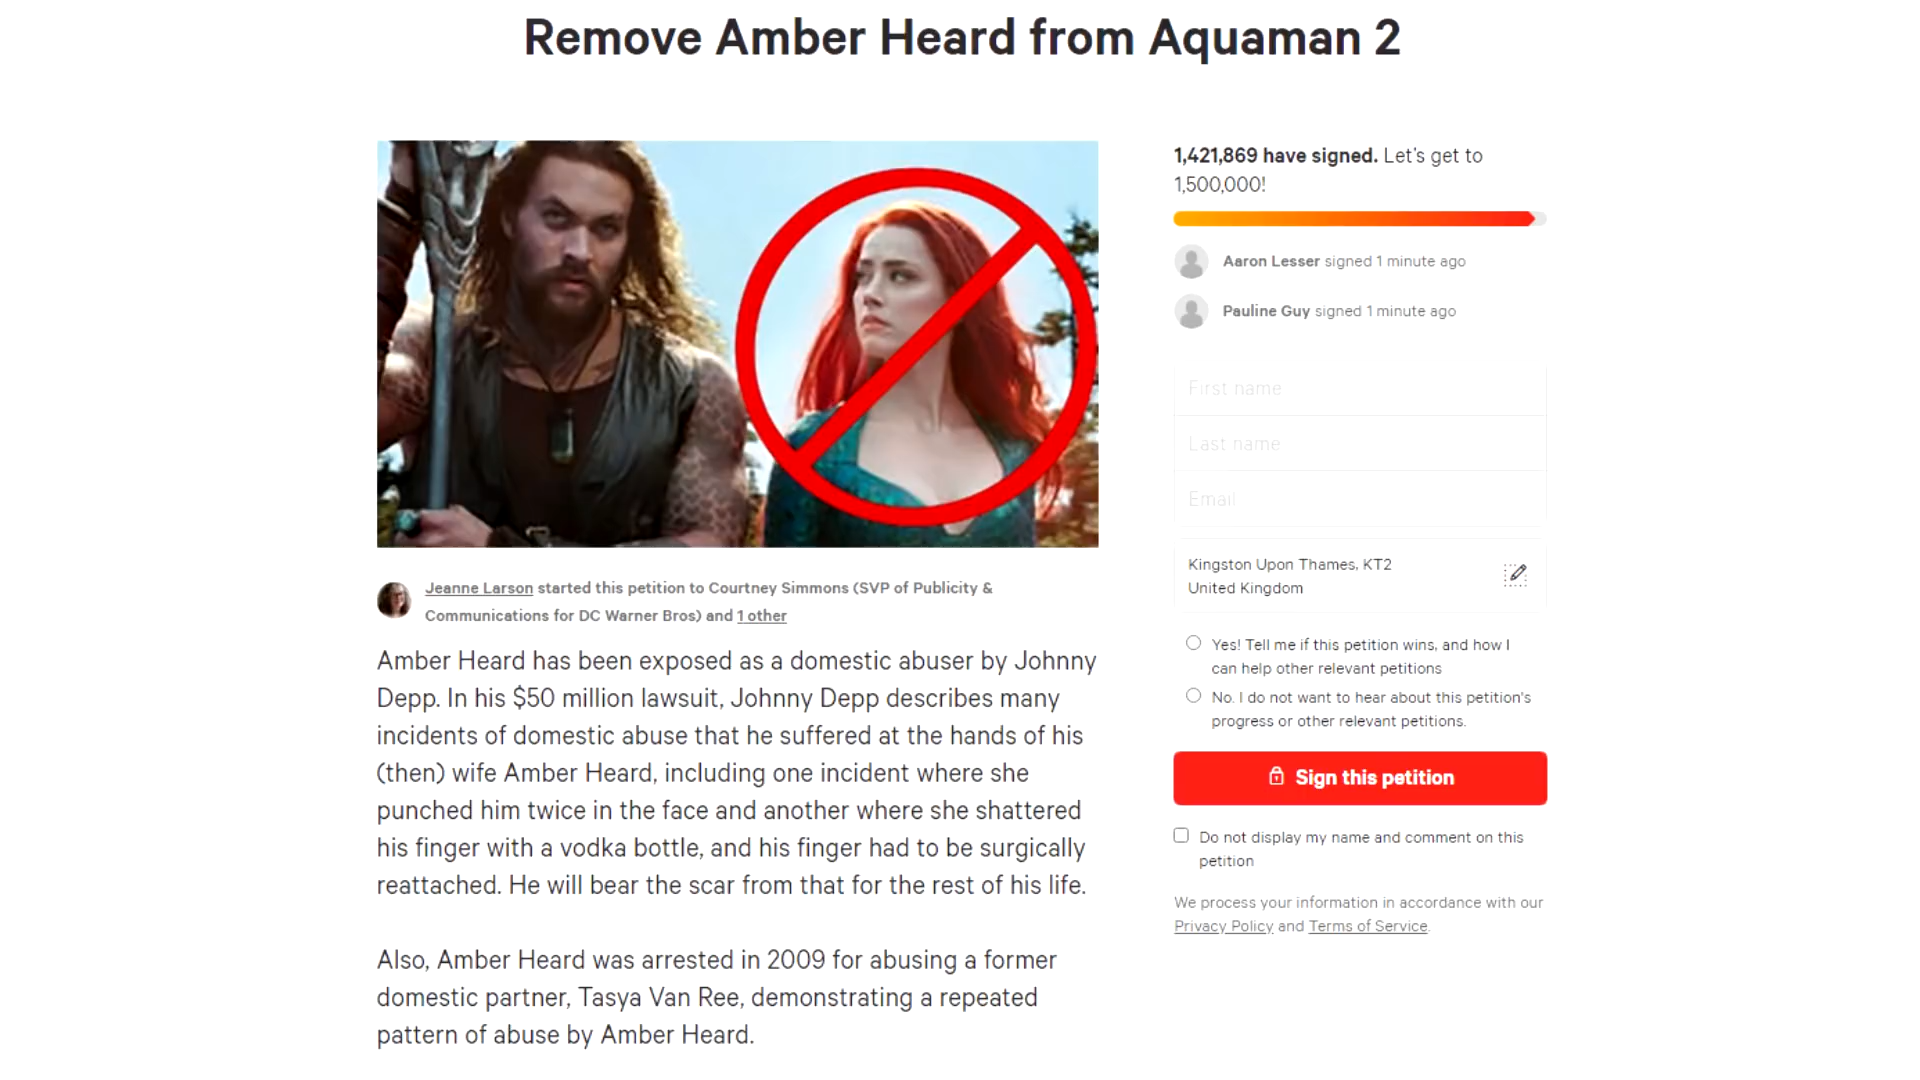 Remove Amber Heard from Aquaman 2
Jeanne Larson started this petition to Courtney Simmons (SVP of Publicity &
Communications for DC Warner Bros) and 1 other
Amber Heard has been exposed as a domestic abuser by Johnny
Depp. In his $50 million lawsuit, Johnny Depp describes many
incidents of domestic abuse that he suffered at the hands of his
(then) wife Amber Heard, including one incident where she
punched him twice in the face and another where she shattered
his finger with a vodka bottle, and his finger had to be surgically
reattached. He will bear the scar from that for the rest of his life.
Also, Amber Heard was arrested in 2009 for abusing a former
domestic partner, Tasya Van Ree, demonstrating a repeated
pattern of abuse by Amber Heard.
1,421,869 have signed. Let's get to
1,500,000!
Aaron Lesser signed 1 minute ago
Pauline Guy signed 1 minute ago
First name
Last name
Email
Kingston Upon Thames, KT2
United Kingdom
Yes! Tell me if this petition wins, and how I
can help other relevant petitions
No. I do not want to hear about this petition's
progress or other relevant petitions.
Sign this petition
Do not display my name and comment on this
petition
We process your information in accordance with our
Privacy Policy and Terms of Service.